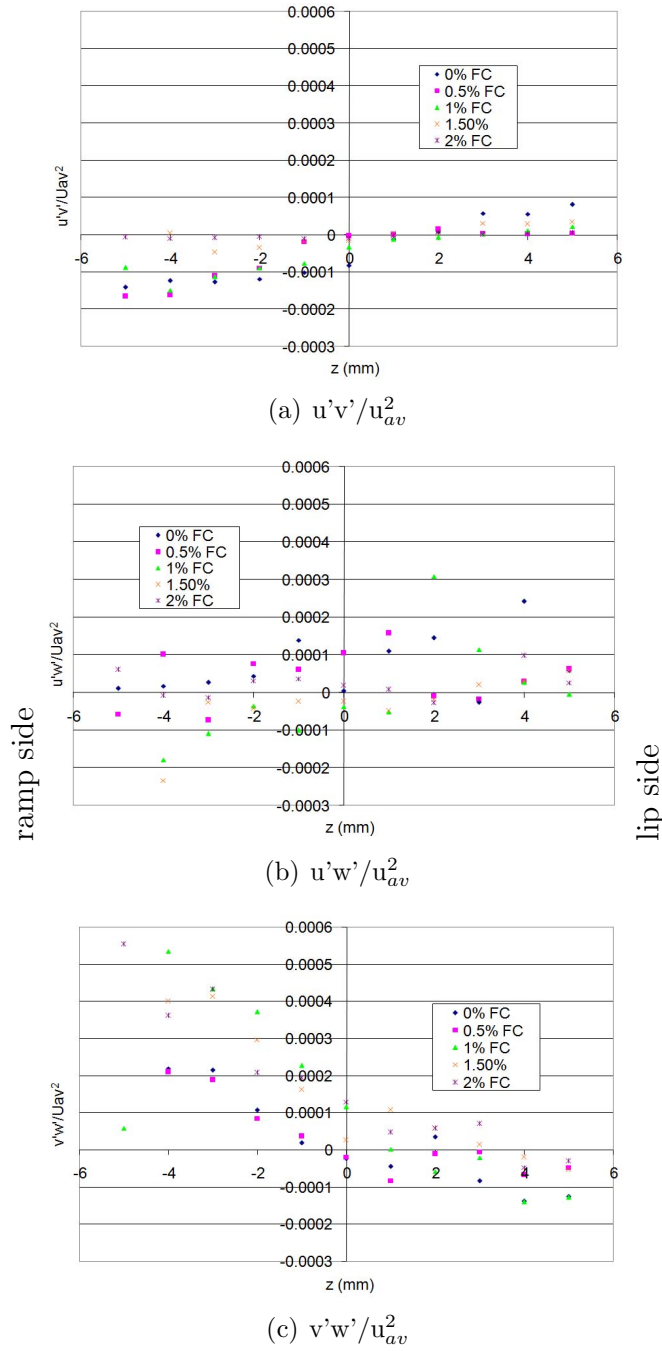 0.0006
0.0005
0.0004
0.0003
0.0002
0.0001
0
-0.0001
-0.0002
-0.0003
-6 -4 -2 0 2 4 6
u'v'/Uav²
z (mm)
0% FC
0.5% FC
1% FC
1.50%
2% FC
(a) u'v'/u²av
0.0006
0.0005
0.0004
0.0003
0.0002
0.0001
0
-0.0001
-0.0002
-0.0003
-6 -4 -2 0 2 4 6
u'w'/Uav²
z (mm)
0% FC
0.5% FC
1% FC
1.50%
2% FC
ramp side
lip side
(b) u'w'/u²av
0.0006
0.0005
0.0004
0.0003
0.0002
0.0001
0
-0.0001
-0.0002
-0.0003
-6 -4 -2 0 2 4 6
v'w'/Uav²
z (mm)
0% FC
0.5% FC
1% FC
1.50%
2% FC
(c) v'w'/u²av